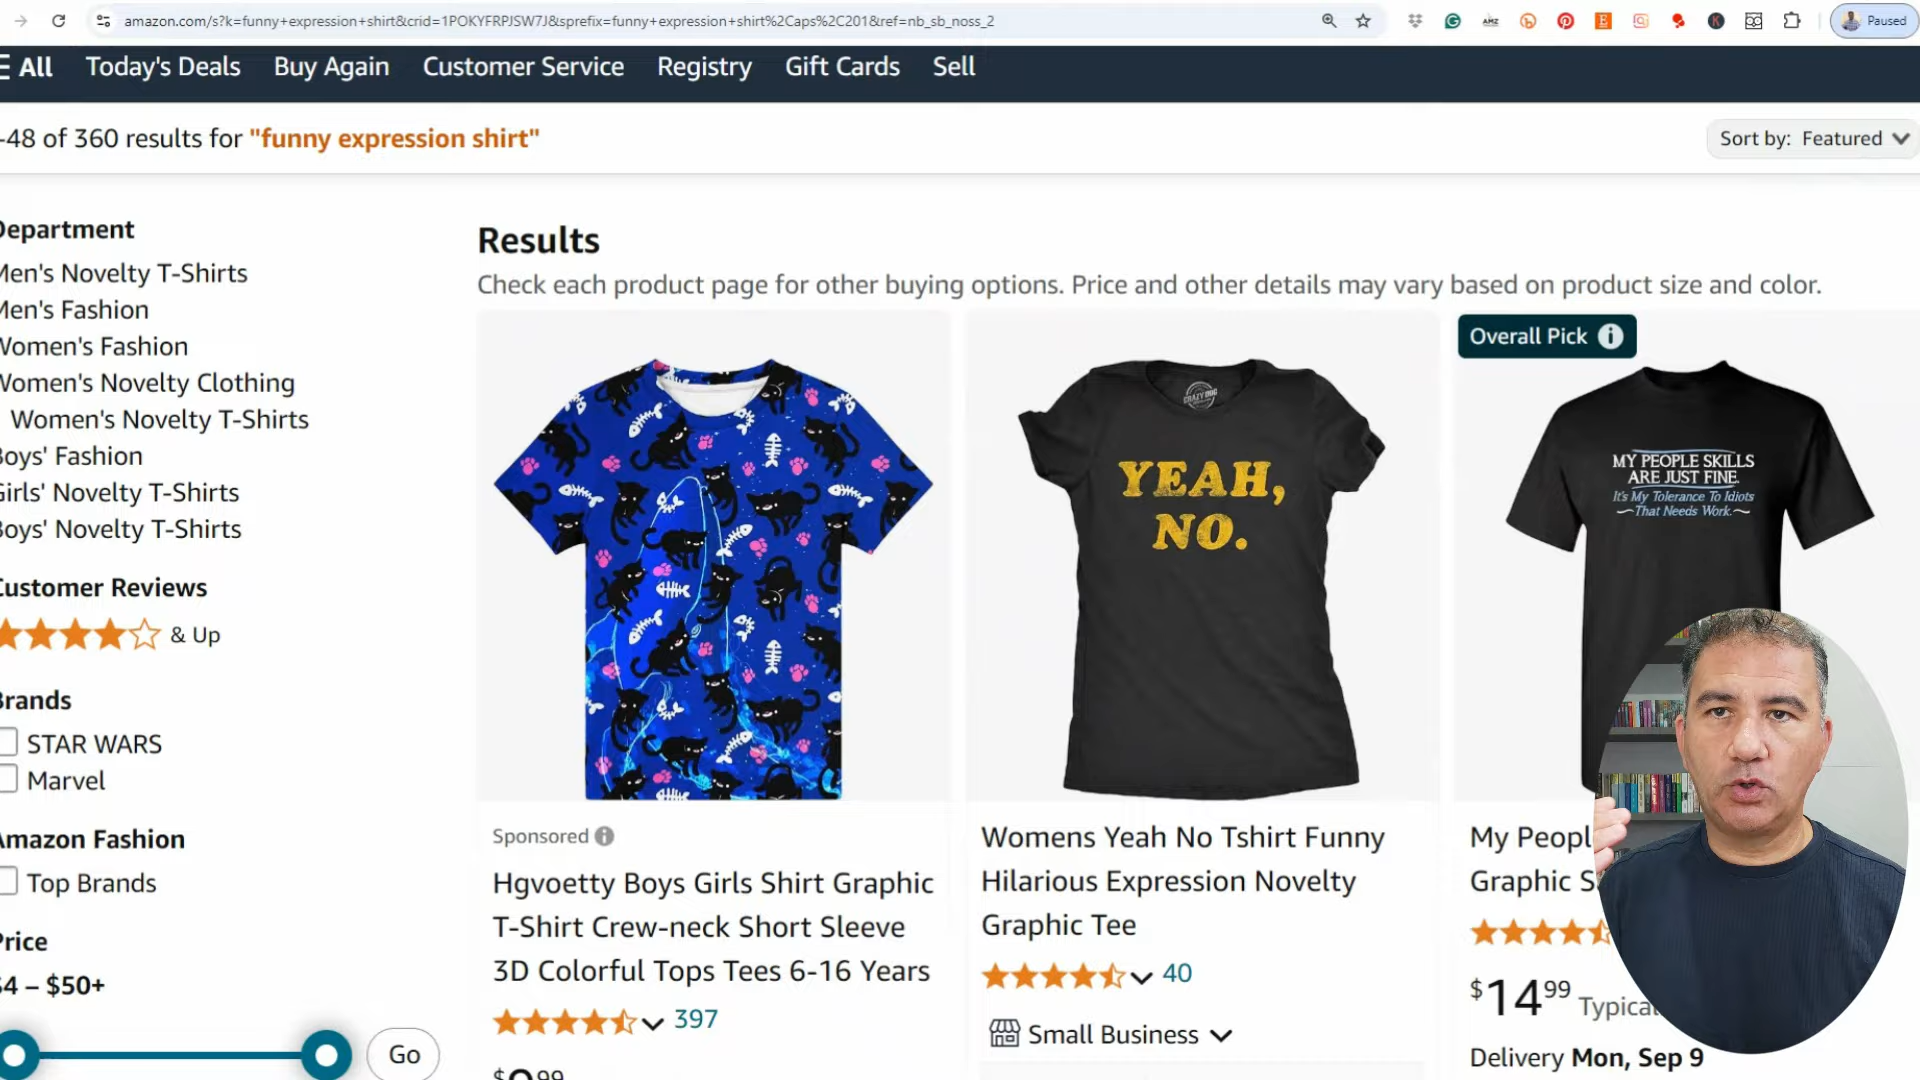 amazon.com/s?k=funny+expression+shirt&crid=1POKYFRPJSW7J&sprefix=funny+expression+shirt%2Caps%2C201&ref=nb_sb_noss_2
Paused
All Today's Deals Buy Again Customer Service Registry Gift Cards Sell
-48 of 360 results for "funny expression shirt"
Sort by: Featured
Department
Men's Novelty T-Shirts
Men's Fashion
Women's Fashion
Women's Novelty Clothing
Women's Novelty T-Shirts
Boys' Fashion
Girls' Novelty T-Shirts
Boys' Novelty T-Shirts
Customer Reviews
& Up
Brands
STAR WARS
Marvel
Amazon Fashion
Top Brands
Price
$4 – $50+
Go
Results
Check each product page for other buying options. Price and other details may vary based on product size and color.
Sponsored
Hgvoetty Boys Girls Shirt Graphic
T-Shirt Crew-neck Short Sleeve
3D Colorful Tops Tees 6-16 Years
397
CRAZY DOG
YEAH,
NO.
Womens Yeah No Tshirt Funny
Hilarious Expression Novelty
Graphic Tee
40
Small Business
Overall Pick
MY PEOPLE SKILLS
ARE JUST FINE.
It's My Tolerance To Idiots
That Needs Work.
My Peopl
Graphic S
$14.99 Typica
Delivery Mon, Sep 9